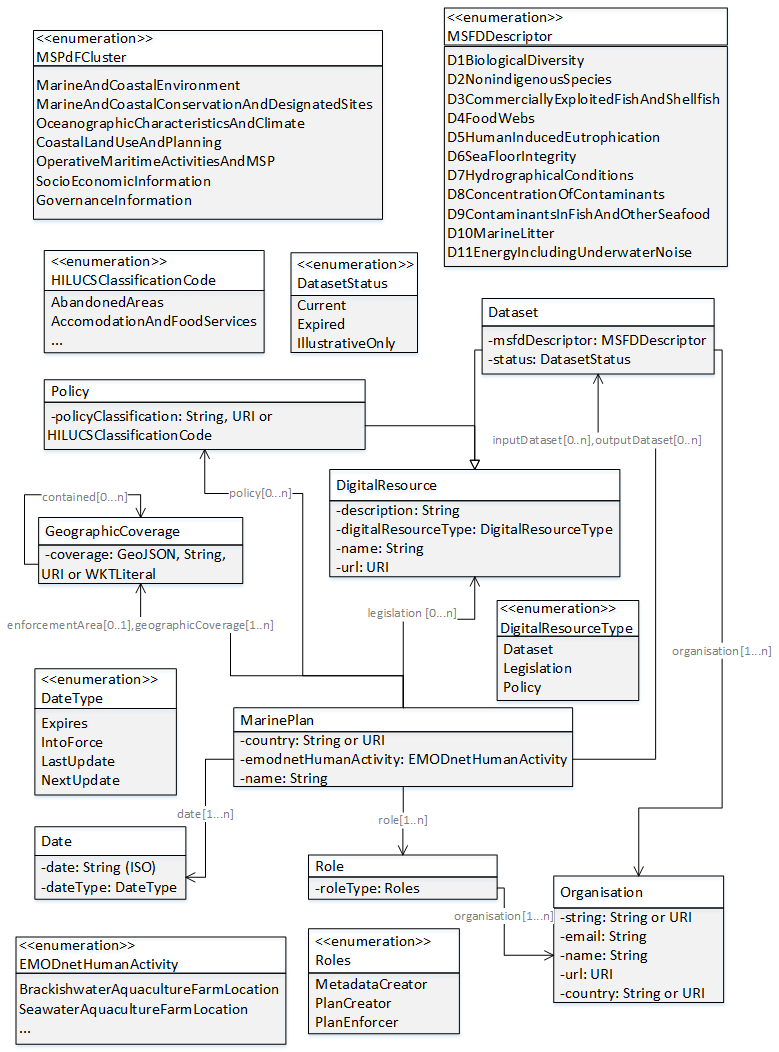 <<enumeration>>
MSPdFCluster
MarineAndCoastalEnvironment
MarineAndCoastalConservationAndDesignatedSites
OceanographicCharacteristicsAndClimate
CoastalLandUseAndPlanning
OperativeMaritimeActivitiesAndMSP
SocioEconomicInformation
GovernanceInformation
<<enumeration>>
MSFDDescriptor
D1BiologicalDiversity
D2NonindigenousSpecies
D3CommerciallyExploitedFishAndShellfish
D4FoodWebs
D5HumanInducedEutrophication
D6SeaFloorIntegrity
D7HydrographicalConditions
D8ConcentrationOfContaminants
D9ContaminantsInFishAndOtherSeafood
D10MarineLitter
D11EnergyIncludingUnderwaterNoise
<<enumeration>>
HILUCSClassificationCode
AbandonedAreas
AccomodationAndFoodServices
...
<<enumeration>>
DatasetStatus
Current
Expired
IllustrativeOnly
Dataset
-msfdDescriptor: MSFDDescriptor
-status: DatasetStatus
Policy
-policyClassification: String, URI or
HILUCSClassificationCode
inputDataset[0..n],outputDataset[0..n]
policy[0...n]
DigitalResource
-description: String
-digitalResourceType: DigitalResourceType
-name: String
-url: URI
contained[0...n]
GeographicCoverage
-coverage: GeoJSON, String,
URI or WKTLiteral
enforcementArea[0..1],geographicCoverage[1..n]
legislation [0...n]
<<enumeration>>
DigitalResourceType
Dataset
Legislation
Policy
organisation[1...n]
<<enumeration>>
DateType
Expires
IntoForce
LastUpdate
NextUpdate
MarinePlan
-country: String or URI
-emodnetHumanActivity: EMODnetHumanActivity
-name: String
date[1...n]
role[1..n]
Date
-date: String (ISO)
-dateType: DateType
Role
-roleType: Roles
organisation[1...n]
Organisation
-string: String or URI
-email: String
-name: String
-url: URI
-country: String or URI
<<enumeration>>
EMODnetHumanActivity
BrackishwaterAquacultureFarmLocation
SeawaterAquacultureFarmLocation
...
<<enumeration>>
Roles
MetadataCreator
PlanCreator
PlanEnforcer